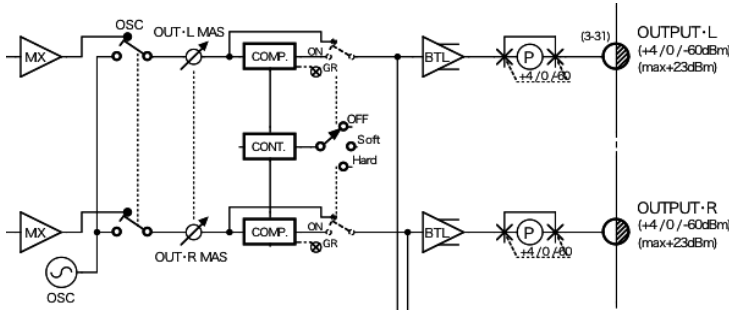 OSC
OUT·L MAS
(3-31)
OUTPUT·L
(+4/0/-60dBm)
(max+23dBm)
MX
COMP.
ON
GR
BTL
P
+4/0/-60
OFF
CONT.
Soft
Hard
MX
OUT·R MAS
COMP.
ON
GR
BTL
P
+4/0/-60
OUTPUT·R
(+4/0/-60dBm)
(max+23dBm)
OSC